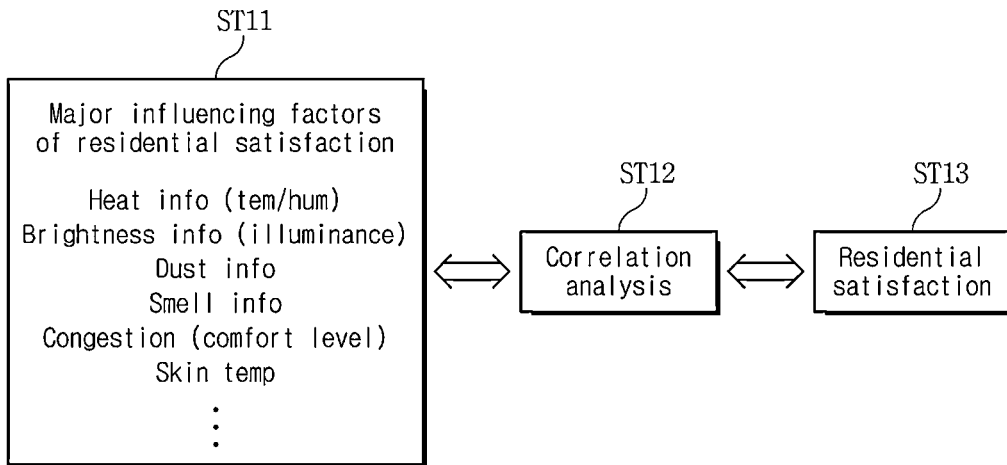 ST11
Major influencing factors
of residential satisfaction
Heat info (tem/hum)
Brightness info (illuminance)
Dust info
Smell info
Congestion (comfort level)
Skin temp
ST12
Correlation
analysis
ST13
Residential
satisfaction